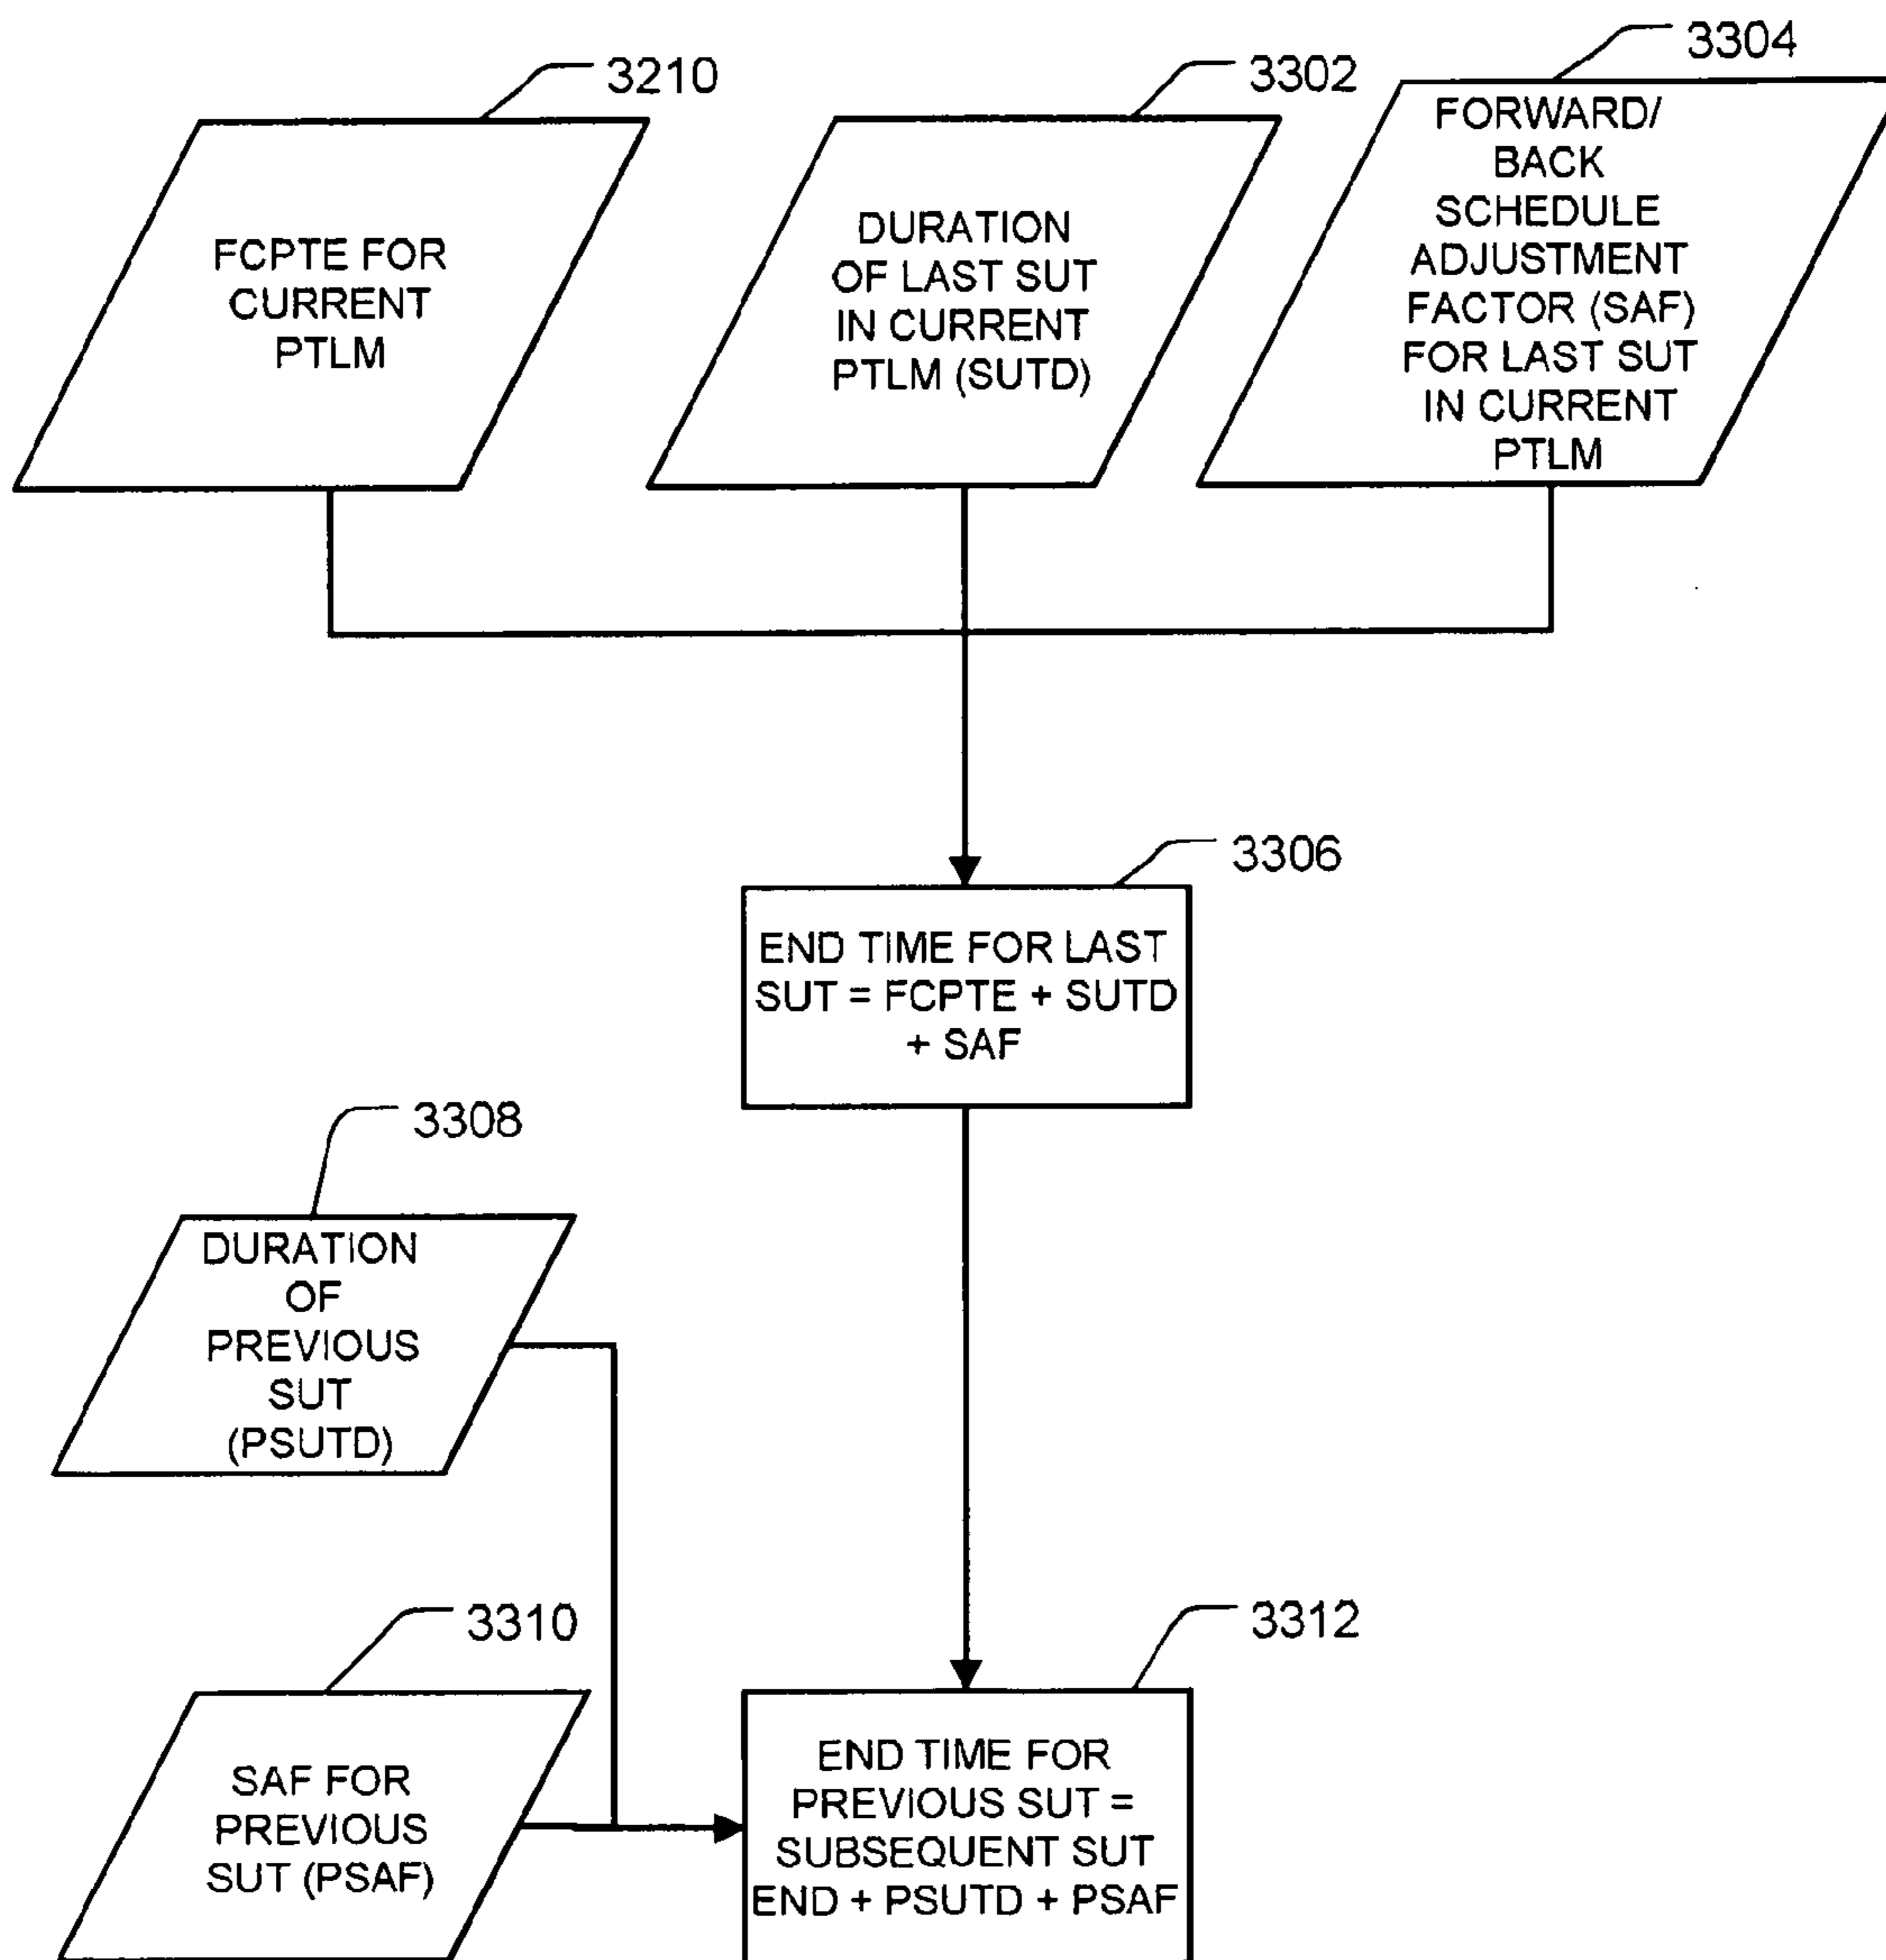 3210
FCPTE FOR
CURRENT
PTLM
3302
DURATION
OF LAST SUT
IN CURRENT
PTLM (SUTD)
3304
FORWARD/
BACK
SCHEDULE
ADJUSTMENT
FACTOR (SAF)
FOR LAST SUT
IN CURRENT
PTLM
3306
END TIME FOR LAST
SUT = FCPTE + SUTD
+ SAF
3308
DURATION
OF
PREVIOUS
SUT
(PSUTD)
3310
SAF FOR
PREVIOUS
SUT (PSAF)
3312
END TIME FOR
PREVIOUS SUT =
SUBSEQUENT SUT
END + PSUTD + PSAF